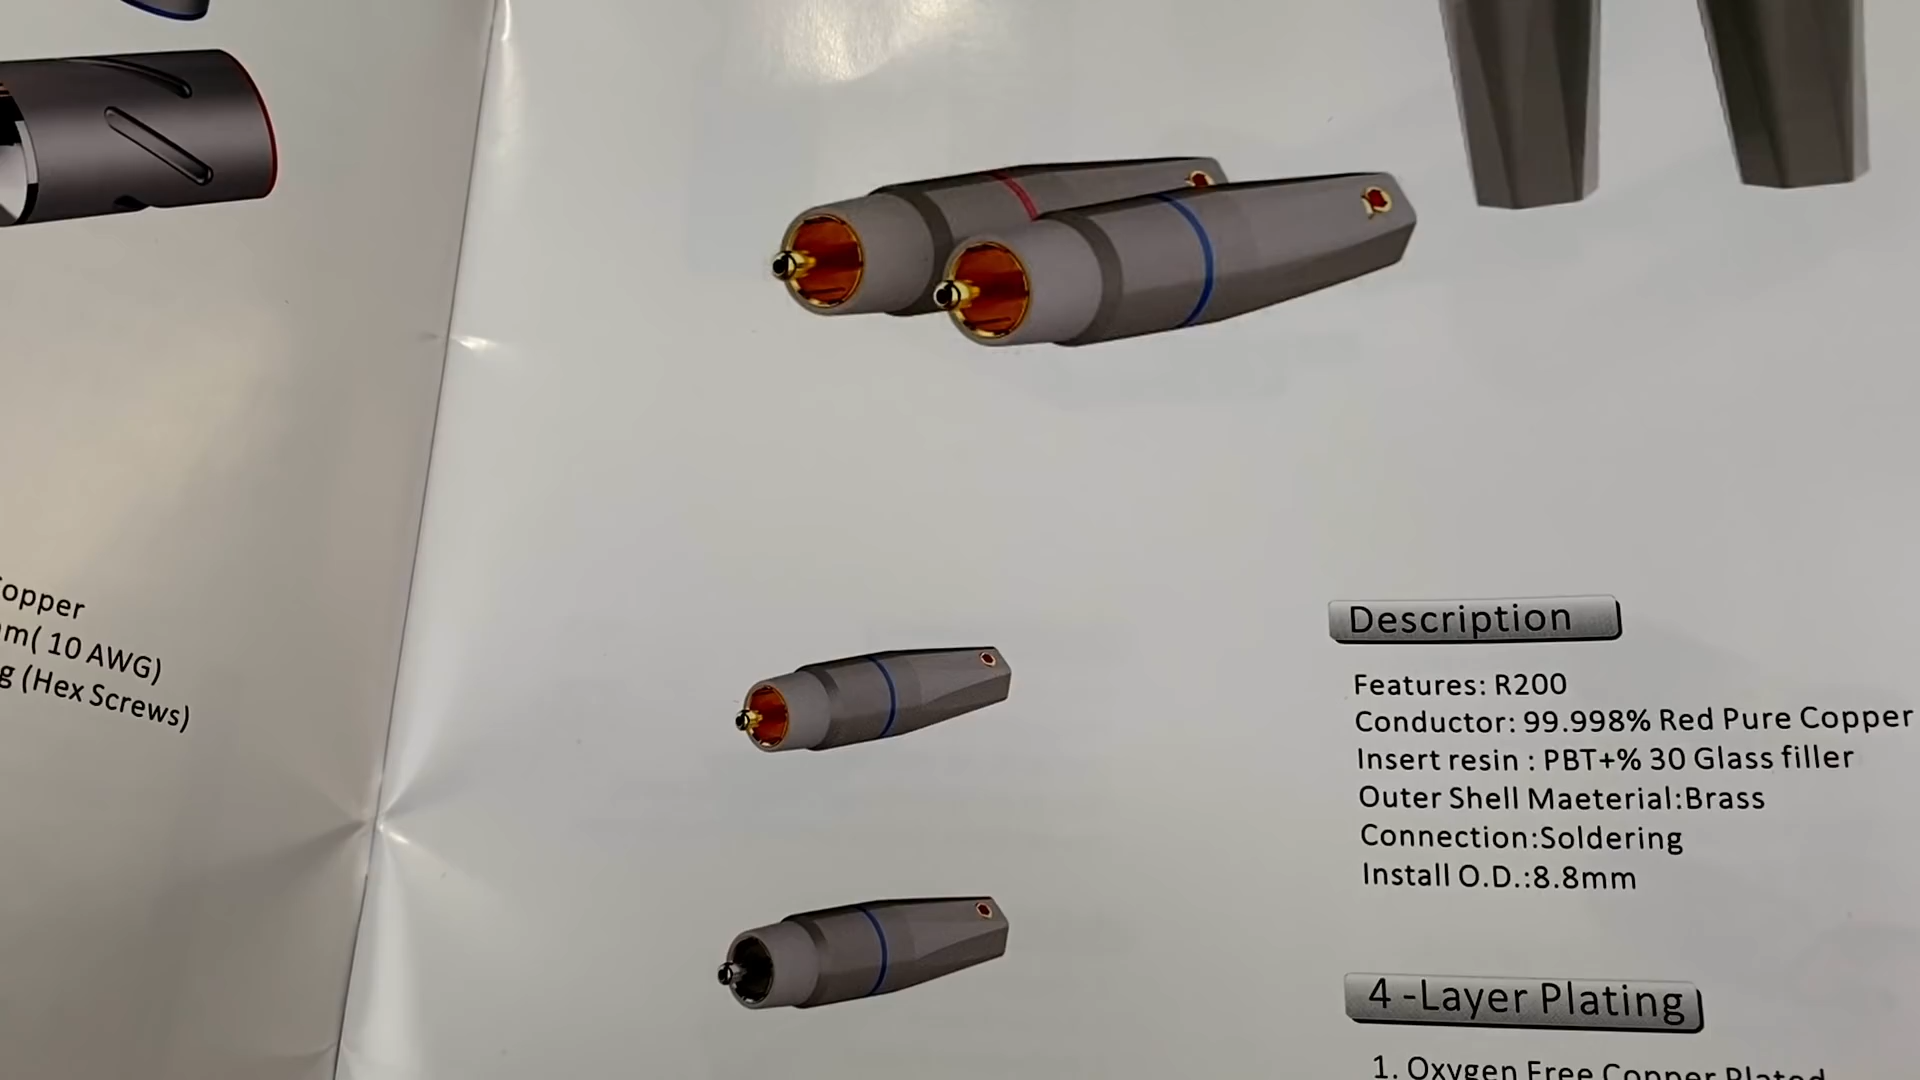 opper
m( 10 AWG)
g (Hex Screws)
Description
Features: R200
Conductor: 99.998% Red Pure Copper
Insert resin : PBT+% 30 Glass filler
Outer Shell Maeterial:Brass
Connection:Soldering
Install O.D.:8.8mm
4 -Layer Plating
1. Oxygen Free Copper Plated